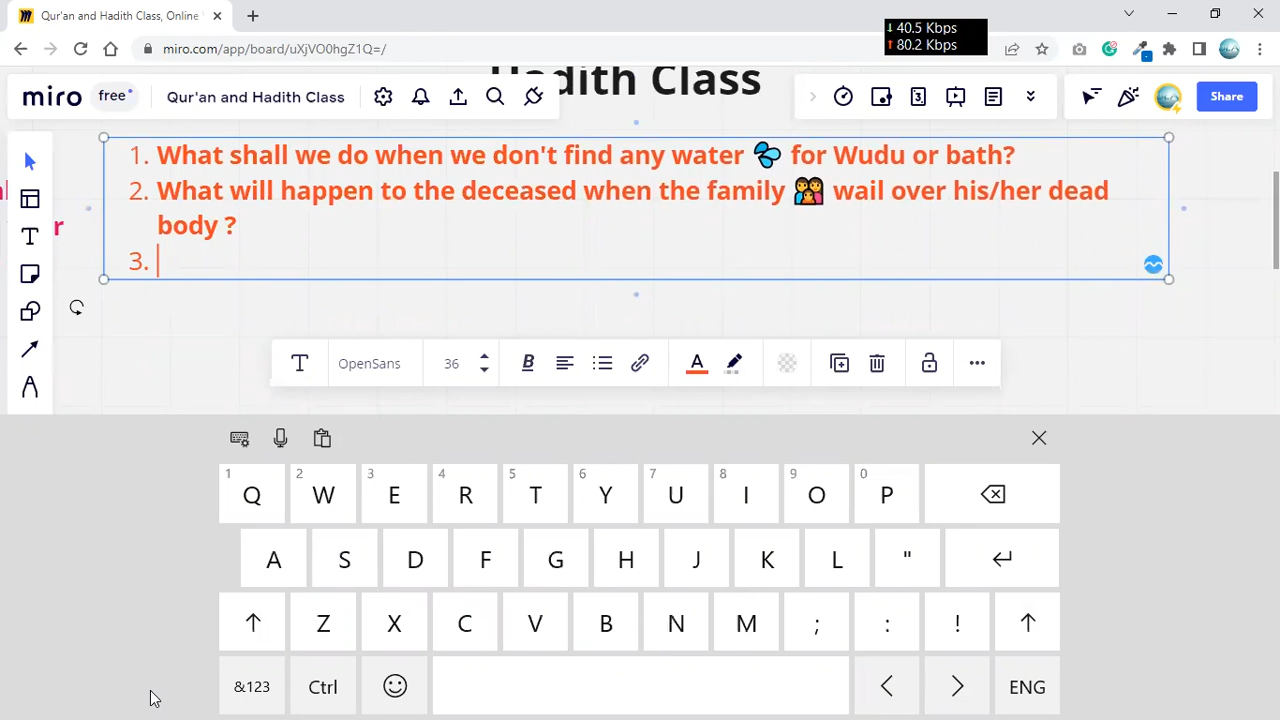 Qur'an and Hadith Class, Online
miro.com/app/board/uXjVO0hgZ1Q=/
↓ 40.5 Kbps
↑ 80.2 Kbps
Hadith Class
miro free Qur'an and Hadith Class
Share
1. What shall we do when we don't find any water 💦 for Wudu or bath?
2. What will happen to the deceased when the family 👨‍👩‍👦 wail over his/her dead
body ?
r
3.
OpenSans 36 B A
1 Q 2 W 3 E 4 R 5 T 6 Y 7 U 8 I 9 O 0 P
A S D F G H J K L "
Z X C V B N M ; : !
&123 Ctrl ENG